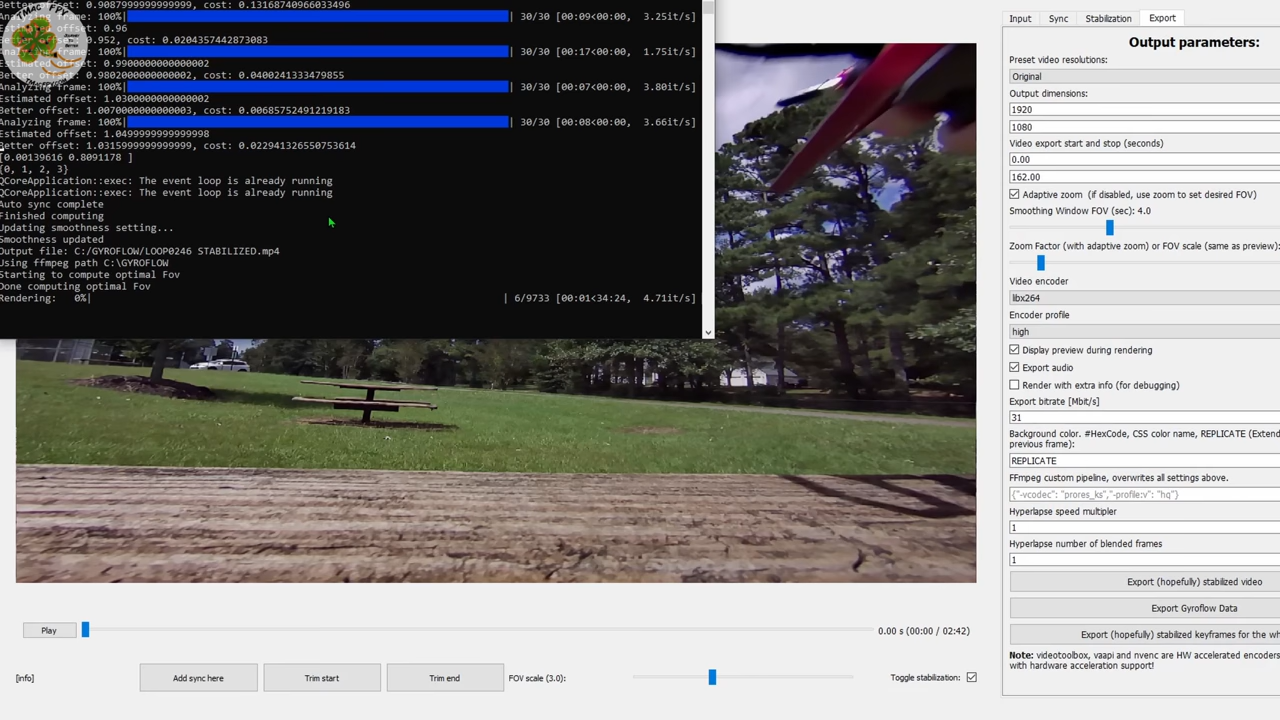 Better offset: 0.9087999999999999, cost: 0.13168740966033496
Analyzing frame: 100%| | 30/30 [00:09<00:00, 3.25it/s]
Estimated offset: 0.96
Better offset: 0.952, cost: 0.0204357442873083
Analyzing frame: 100%| | 30/30 [00:17<00:00, 1.75it/s]
Estimated offset: 0.9900000000000002
Better offset: 0.9802000000000002, cost: 0.0400241333479855
Analyzing frame: 100%| | 30/30 [00:07<00:00, 3.80it/s]
Estimated offset: 1.0300000000000002
Better offset: 1.0070000000000003, cost: 0.00685752491219183
Analyzing frame: 100%| | 30/30 [00:08<00:00, 3.66it/s]
Estimated offset: 1.0499999999999998
Better offset: 1.0315999999999999, cost: 0.022941326550753614
[0.00139616 0.8091178 ]
{0, 1, 2, 3}
QCoreApplication::exec: The event loop is already running
QCoreApplication::exec: The event loop is already running
Auto sync complete
Finished computing
Updating smoothness setting...
Smoothness updated
Output file: C:/GYROFLOW/LOOP0246 STABILIZED.mp4
Using ffmpeg path C:\GYROFLOW
Starting to compute optimal Fov
Done computing optimal Fov
Rendering: 0%| | 6/9733 [00:01<34:24, 4.71it/s]
Input Sync Stabilization Export
Output parameters:
Preset video resolutions:
Original
Output dimensions:
1920
1080
Video export start and stop (seconds)
0.00
162.00
Adaptive zoom (if disabled, use zoom to set desired FOV)
Smoothing Window FOV (sec): 4.0
Zoom Factor (with adaptive zoom) or FOV scale (same as preview):
Video encoder
libx264
Encoder profile
high
Display preview during rendering
Export audio
Render with extra info (for debugging)
Export bitrate [Mbit/s]
31
Background color. #HexCode, CSS color name, REPLICATE (Extend
previous frame):
REPLICATE
FFmpeg custom pipeline, overwrites all settings above.
{"-vcodec": "prores_ks","-profile:v": "hq"}
Hyperlapse speed multipler
1
Hyperlapse number of blended frames
1
Export (hopefully) stabilized video
Export Gyroflow Data
Export (hopefully) stabilized keyframes for the wh
Note: videotoolbox, vaapi and nvenc are HW accelerated encoders
with hardware acceleration support!
Play 0.00 s (00:00 / 02:42)
[info] Add sync here Trim start Trim end FOV scale (3.0): Toggle stabilization: